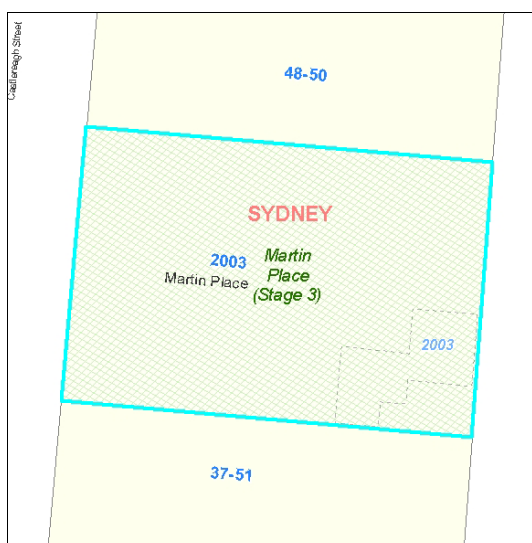 Castlereagh Street
48-50
SYDNEY
2003
Martin Place
Martin
Place
(Stage 3)
2003
37-51